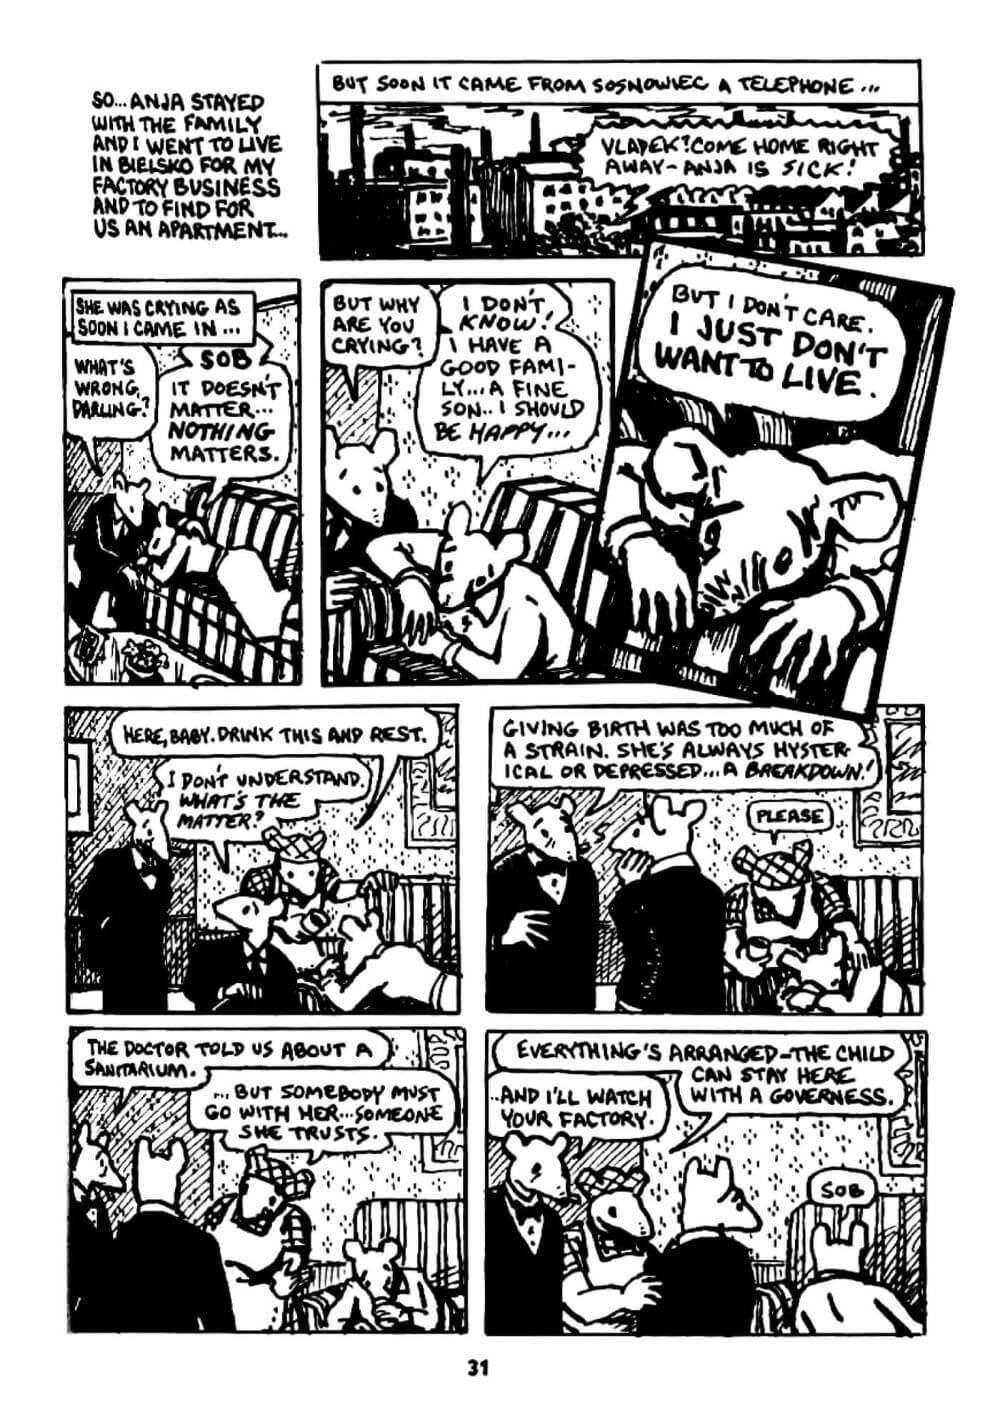 SO... ANJA STAYED
WITH THE FAMILY
AND I WENT TO LIVE
IN BIELSKO FOR MY
FACTORY BUSINESS
AND TO FIND FOR
US AN APARTMENT...
BUT SOON IT CAME FROM SOSNOWIEC A TELEPHONE...
VLADEK? COME HOME RIGHT
AWAY-ANJA IS SICK!
SHE WAS CRYING AS
SOON I CAME IN...
WHAT'S
WRONG,
DARLING?
SOB
IT DOESN'T
MATTER...
NOTHING
MATTERS.
BUT WHY
ARE YOU
CRYING?
I DON'T
KNOW!
I HAVE A
GOOD FAMI-
LY...A FINE
SON..I SHOULD
BE HAPPY...
BUT I DON'T CARE.
I JUST DON'T
WANT TO LIVE.
HERE, BABY. DRINK THIS AND REST.
I DON'T UNDERSTAND.
WHAT'S THE
MATTER?
GIVING BIRTH WAS TOO MUCH OF
A STRAIN. SHE'S ALWAYS HYSTER-
ICAL OR DEPRESSED...A BREAKDOWN!
PLEASE
THE DOCTOR TOLD US ABOUT A
SANITARIUM.
... BUT SOMEBODY MUST
GO WITH HER...SOMEONE
SHE TRUSTS.
EVERYTHING'S ARRANGED-THE CHILD
CAN STAY HERE
WITH A GOVERNESS.
..AND I'LL WATCH
YOUR FACTORY.
SOB
31